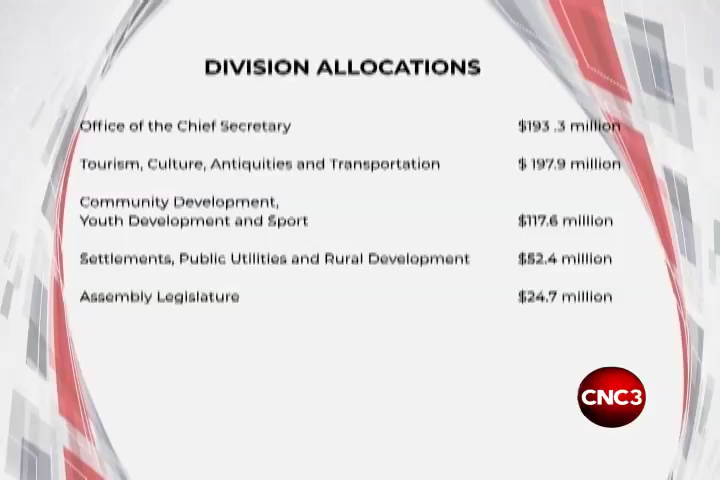 DIVISION ALLOCATIONS
Office of the Chief Secretary $193 .3 million
Tourism, Culture, Antiquities and Transportation $ 197.9 million
Community Development,
Youth Development and Sport $117.6 million
Settlements, Public Utilities and Rural Development $52.4 million
Assembly Legislature $24.7 million
CNC3